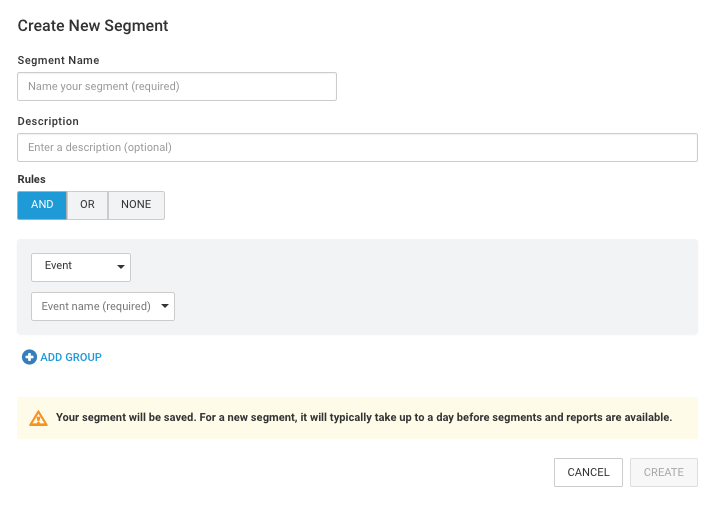 Create New Segment
Segment Name
Name your segment (required)
Description
Enter a description (optional)
Rules
AND OR NONE
Event
Event name (required)
ADD GROUP
Your segment will be saved. For a new segment, it will typically take up to a day before segments and reports are available.
CANCEL CREATE